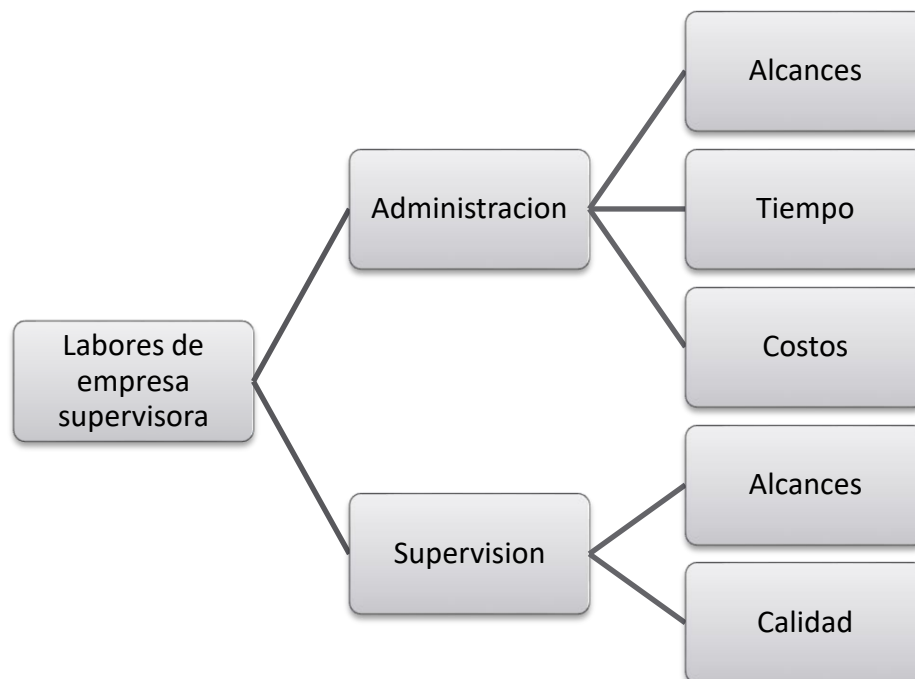 Labores de
empresa
supervisora
Administracion
Alcances
Tiempo
Costos
Supervision
Alcances
Calidad